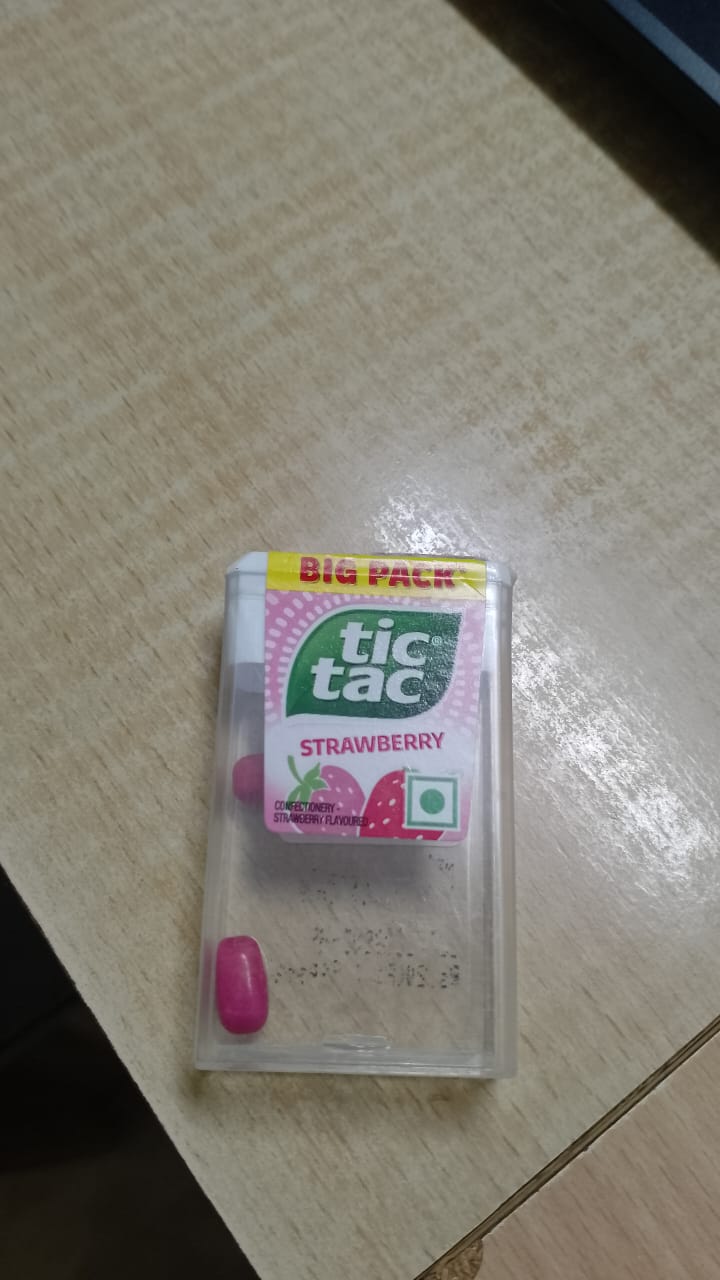 BIG PACK*
tic
tac®
STRAWBERRY
CONFECTIONERY -
STRAWBERRY FLAVOURED